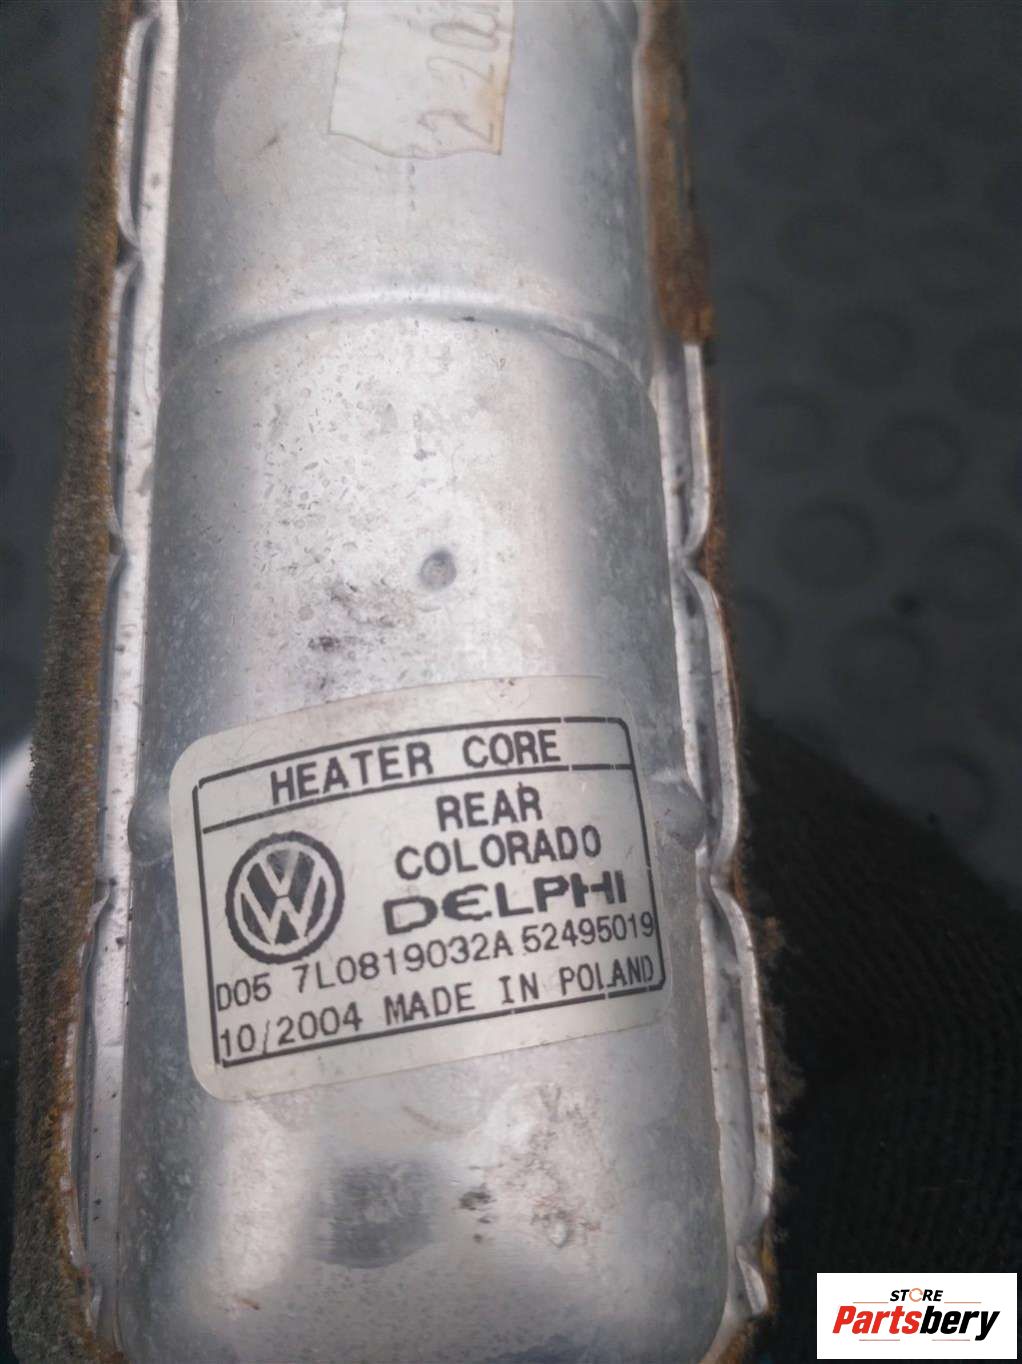 HEATER CORE
REAR
COLORADO
DELPHI
D05 7L0819032A 52495019
10/2004 MADE IN POLAND
STORE
Partsbery